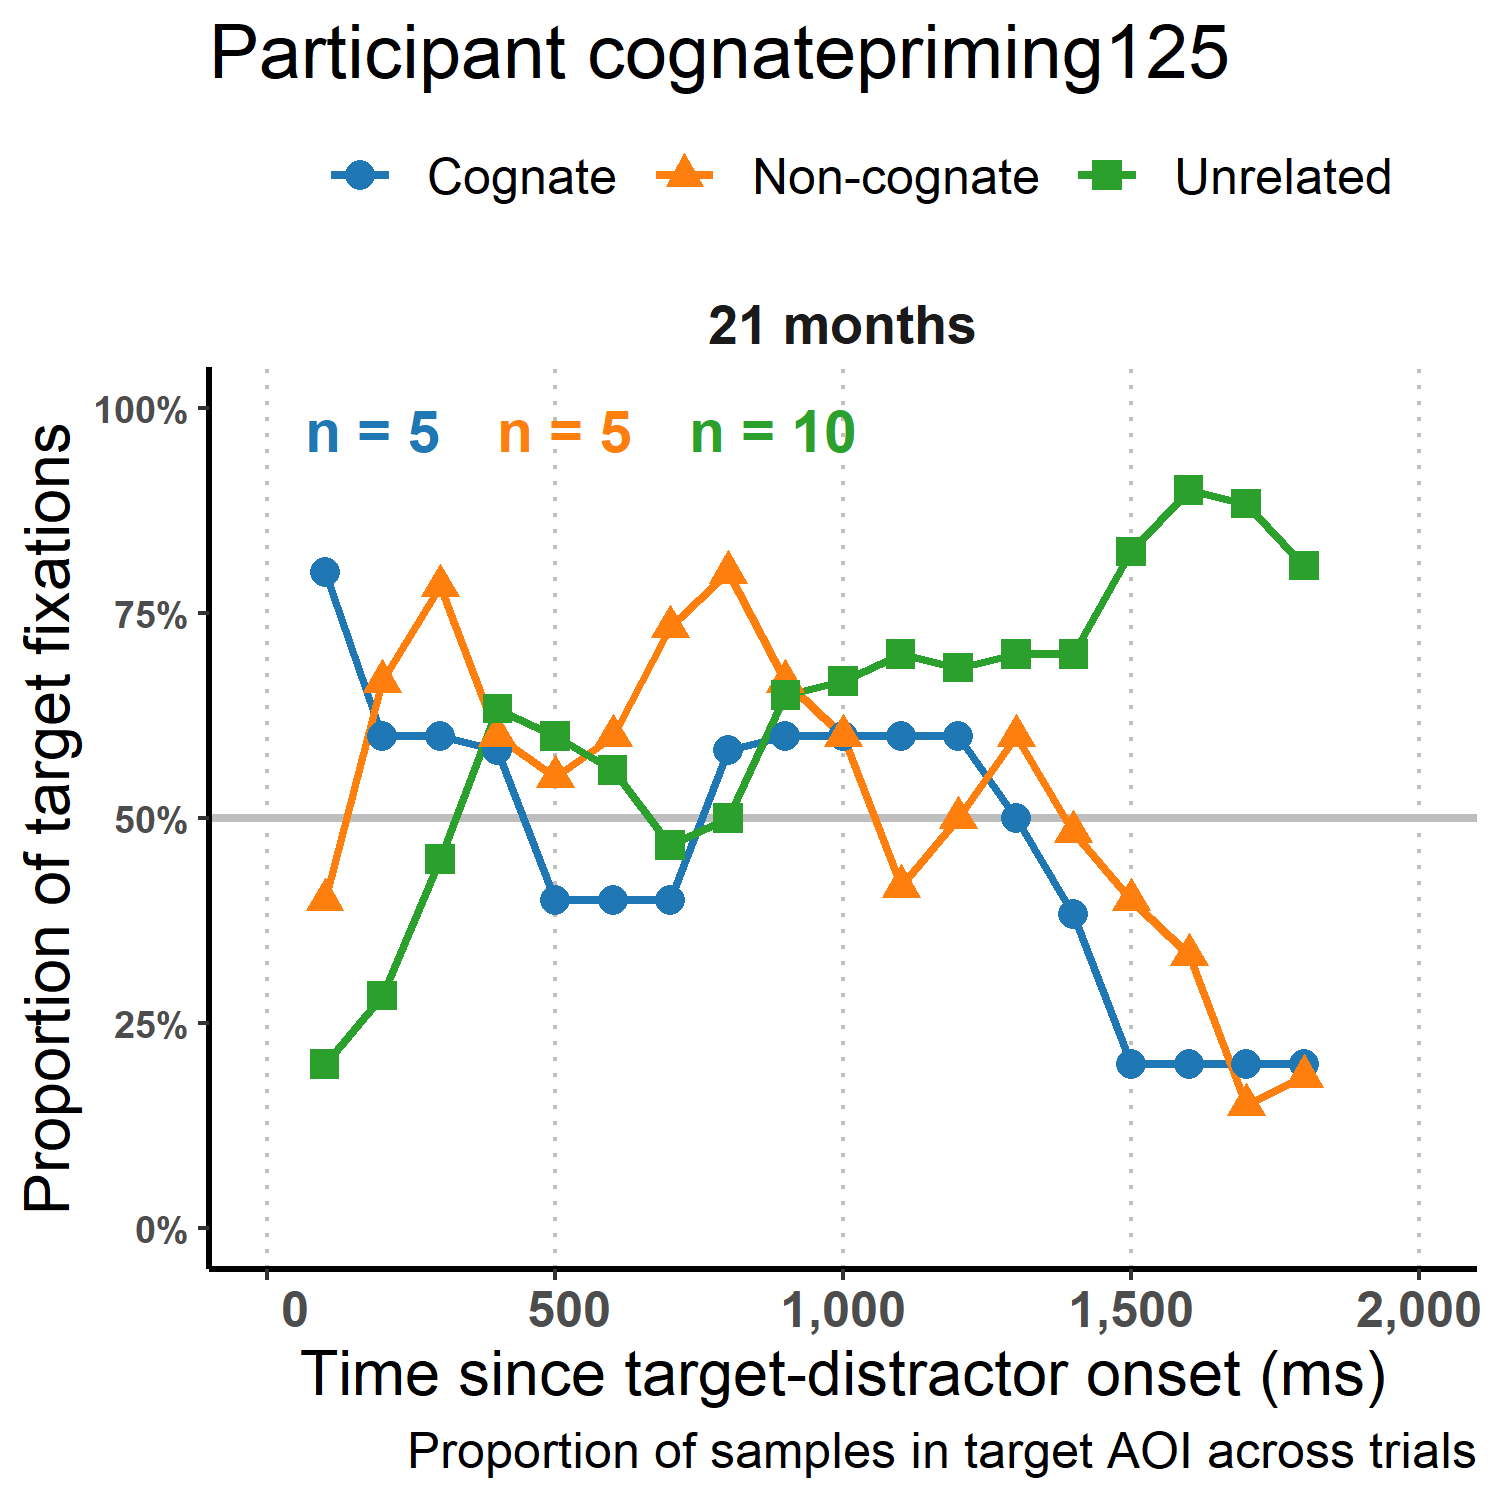 Participant cognatepriming125
Cognate Non-cognate Unrelated
21 months
n = 5 n = 5 n = 10
100%
75%
50%
25%
0%
Proportion of target fixations
0 500 1,000 1,500 2,000
Time since target-distractor onset (ms)
Proportion of samples in target AOI across trials